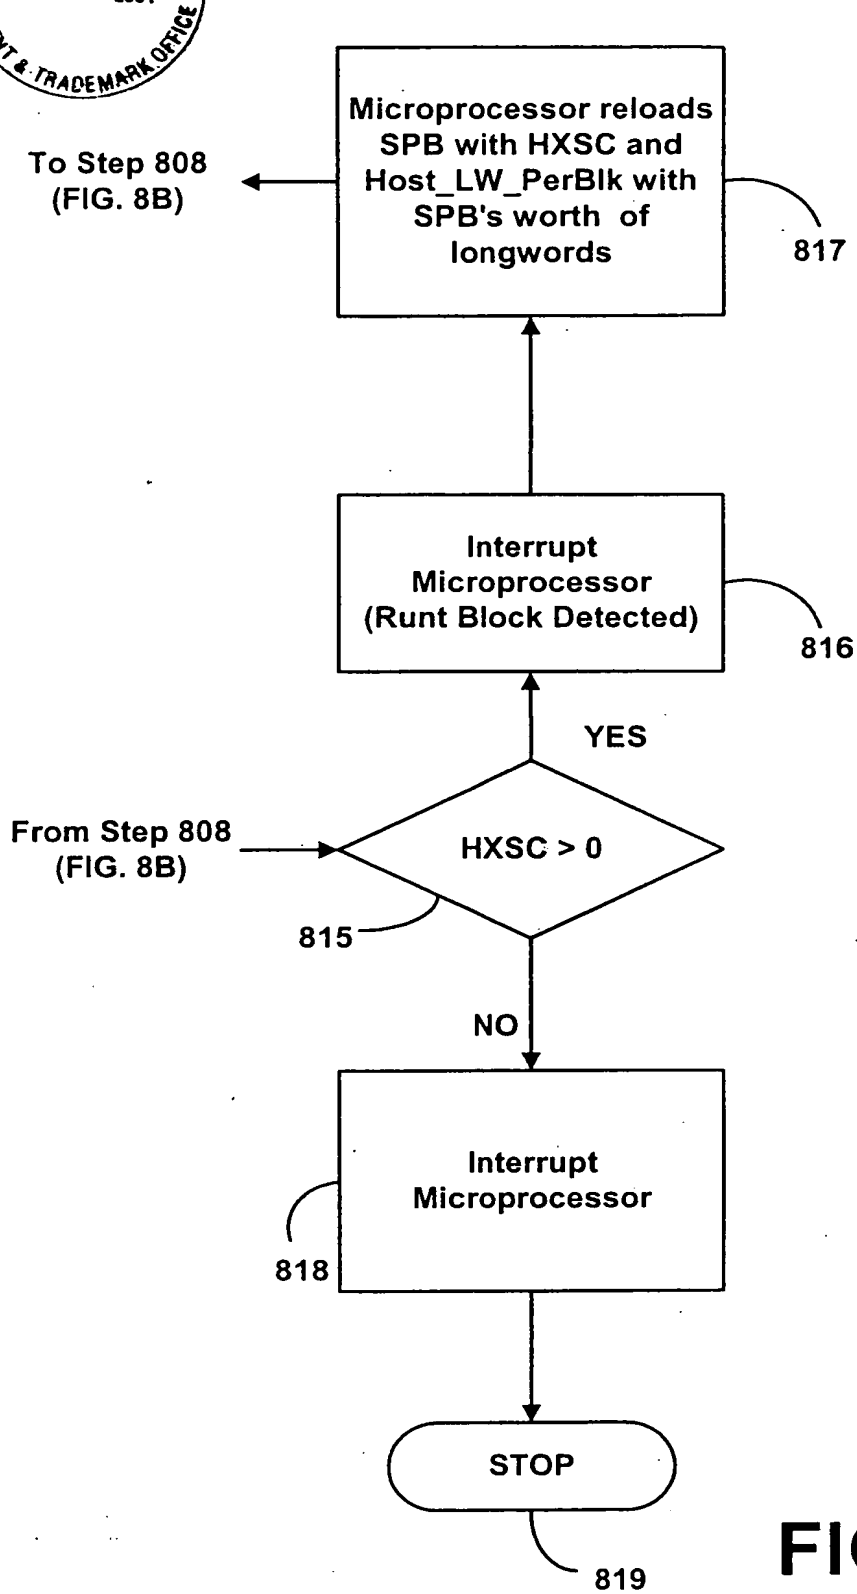 T & TRADEMARK OFFICE
Microprocessor reloads
SPB with HXSC and
Host_LW_PerBlk with
SPB's worth of
longwords
To Step 808
(FIG. 8B)
817
Interrupt
Microprocessor
(Runt Block Detected)
816
YES
From Step 808
(FIG. 8B)
HXSC > 0
815
NO
Interrupt
Microprocessor
818
STOP
819